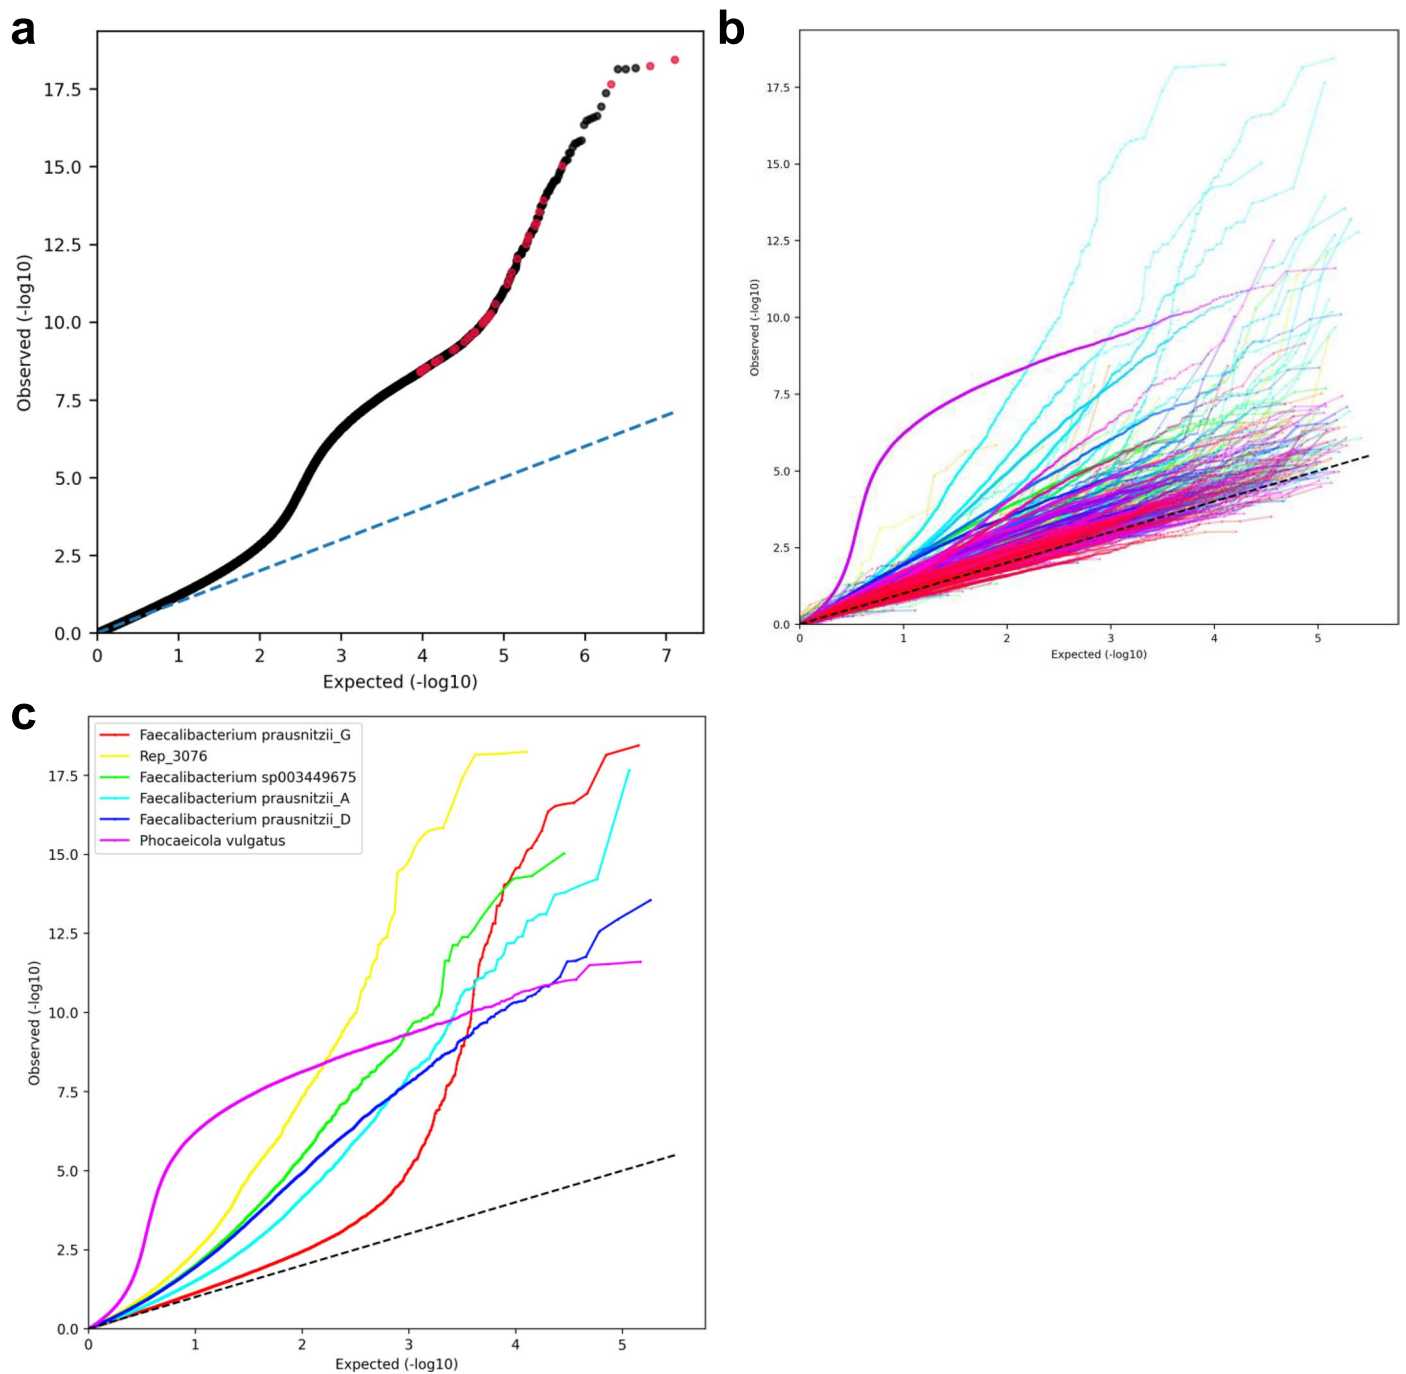 a
17.5
15.0
12.5
10.0
7.5
5.0
2.5
0.0
Observed (-log10)
0 1 2 3 4 5 6 7
Expected (-log10)
b
17.5
15.0
12.5
10.0
7.5
5.0
2.5
0.0
Observed (-log10)
0 1 2 3 4 5
Expected (-log10)
c
Faecalibacterium prausnitzii_G
Rep_3076
Faecalibacterium sp003449675
Faecalibacterium prausnitzii_A
Faecalibacterium prausnitzii_D
Phocaeicola vulgatus
17.5
15.0
12.5
10.0
7.5
5.0
2.5
0.0
Observed (-log10)
0 1 2 3 4 5
Expected (-log10)